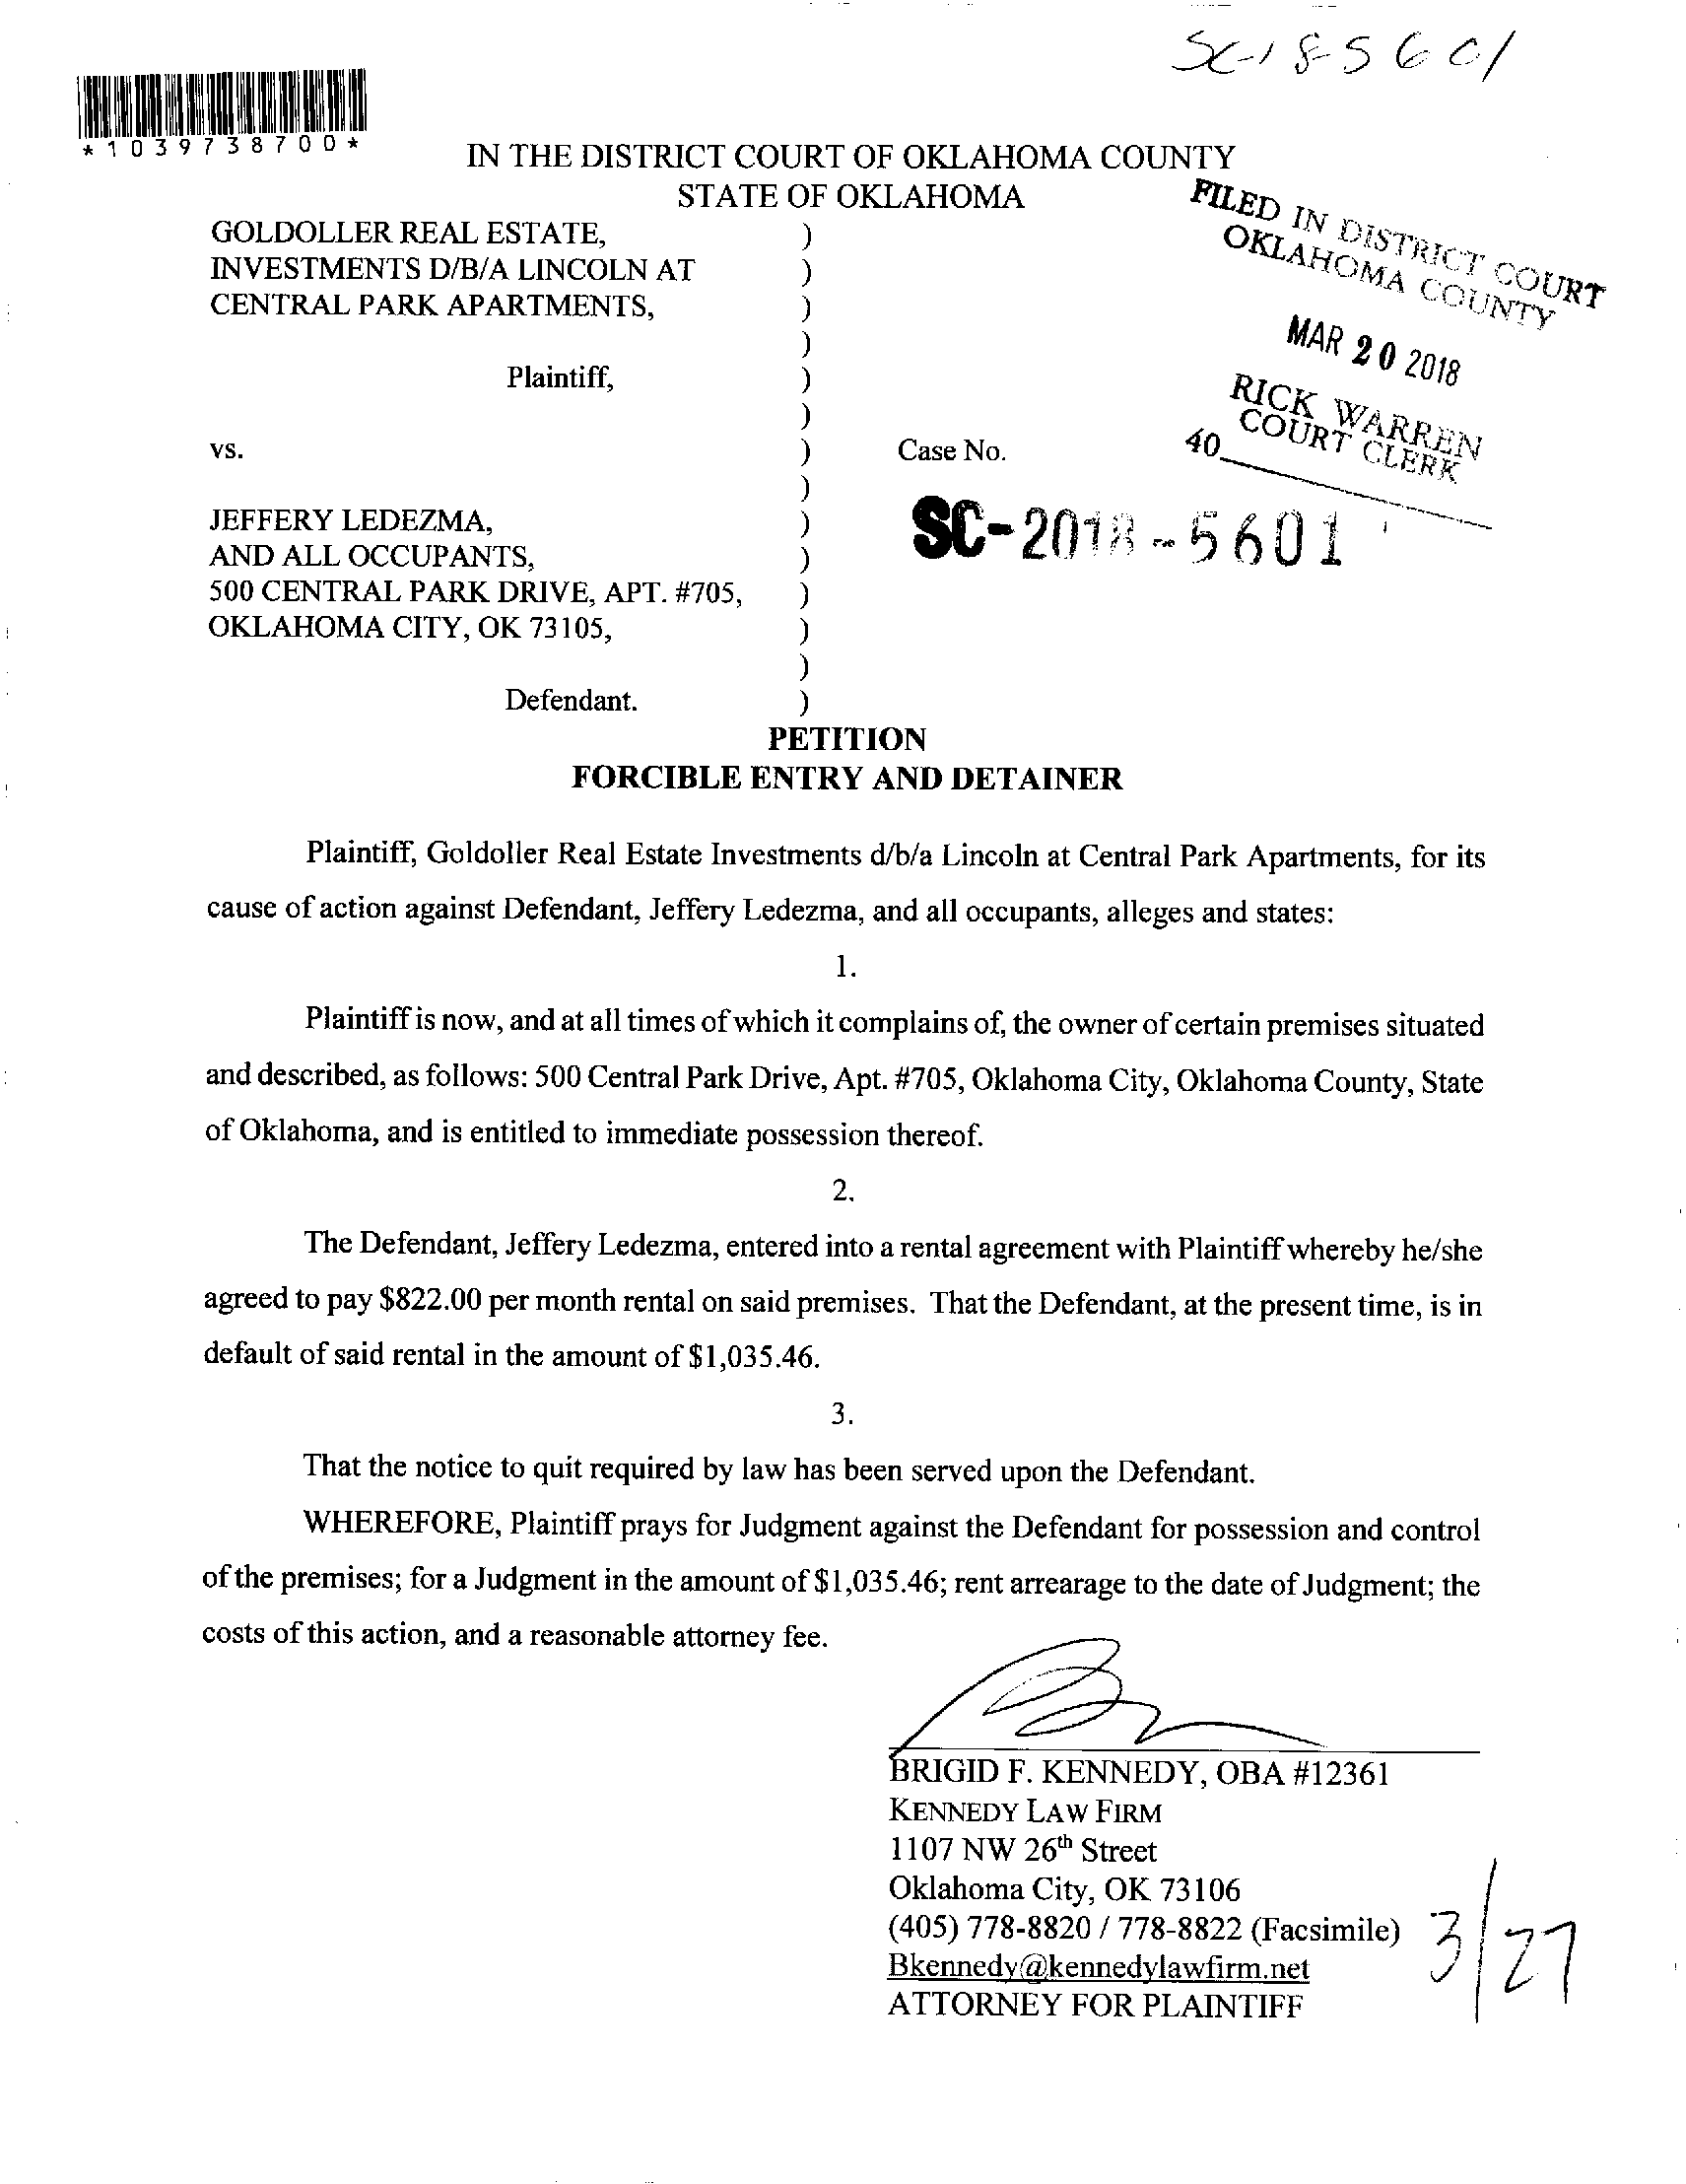 SC-18-5601
*1039738700*
IN THE DISTRICT COURT OF OKLAHOMA COUNTY
STATE OF OKLAHOMA
FILED IN DISTRICT COURT
OKLAHOMA COUNTY
MAR 20 2018
RICK WARREN
COURT CLERK
40
GOLDOLLER REAL ESTATE, )
INVESTMENTS D/B/A LINCOLN AT )
CENTRAL PARK APARTMENTS, )
)
Plaintiff, )
)
vs. ) Case No.
)
SC-2018-5601
JEFFERY LEDEZMA, )
AND ALL OCCUPANTS, )
500 CENTRAL PARK DRIVE, APT. #705, )
OKLAHOMA CITY, OK 73105, )
)
Defendant. )
PETITION
FORCIBLE ENTRY AND DETAINER
Plaintiff, Goldoller Real Estate Investments d/b/a Lincoln at Central Park Apartments, for its
cause of action against Defendant, Jeffery Ledezma, and all occupants, alleges and states:
1.
Plaintiff is now, and at all times of which it complains of, the owner of certain premises situated
and described, as follows: 500 Central Park Drive, Apt. #705, Oklahoma City, Oklahoma County, State
of Oklahoma, and is entitled to immediate possession thereof.
2.
The Defendant, Jeffery Ledezma, entered into a rental agreement with Plaintiff whereby he/she
agreed to pay $822.00 per month rental on said premises. That the Defendant, at the present time, is in
default of said rental in the amount of $1,035.46.
3.
That the notice to quit required by law has been served upon the Defendant.
WHEREFORE, Plaintiff prays for Judgment against the Defendant for possession and control
of the premises; for a Judgment in the amount of $1,035.46; rent arrearage to the date of Judgment; the
costs of this action, and a reasonable attorney fee.
BRIGID F. KENNEDY, OBA #12361
KENNEDY LAW FIRM
1107 NW 26th Street
Oklahoma City, OK 73106
(405) 778-8820 / 778-8822 (Facsimile)
Bkennedy@kennedylawfirm.net
ATTORNEY FOR PLAINTIFF
3/27